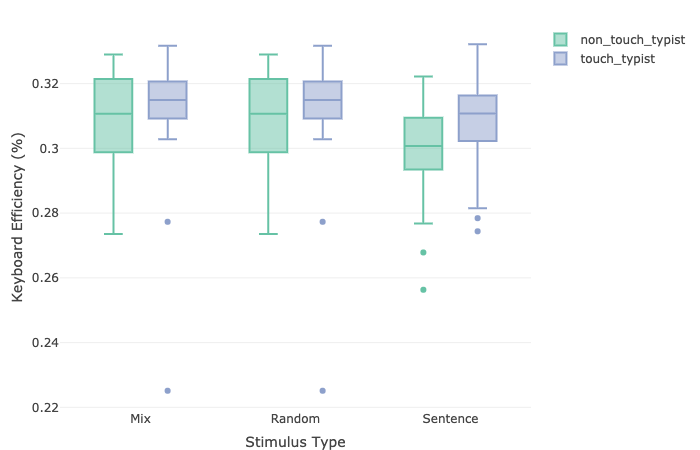 non_touch_typist
touch_typist
0.32
0.3
0.28
0.26
0.24
0.22
Keyboard Efficiency (%)
Mix
Random
Sentence
Stimulus Type